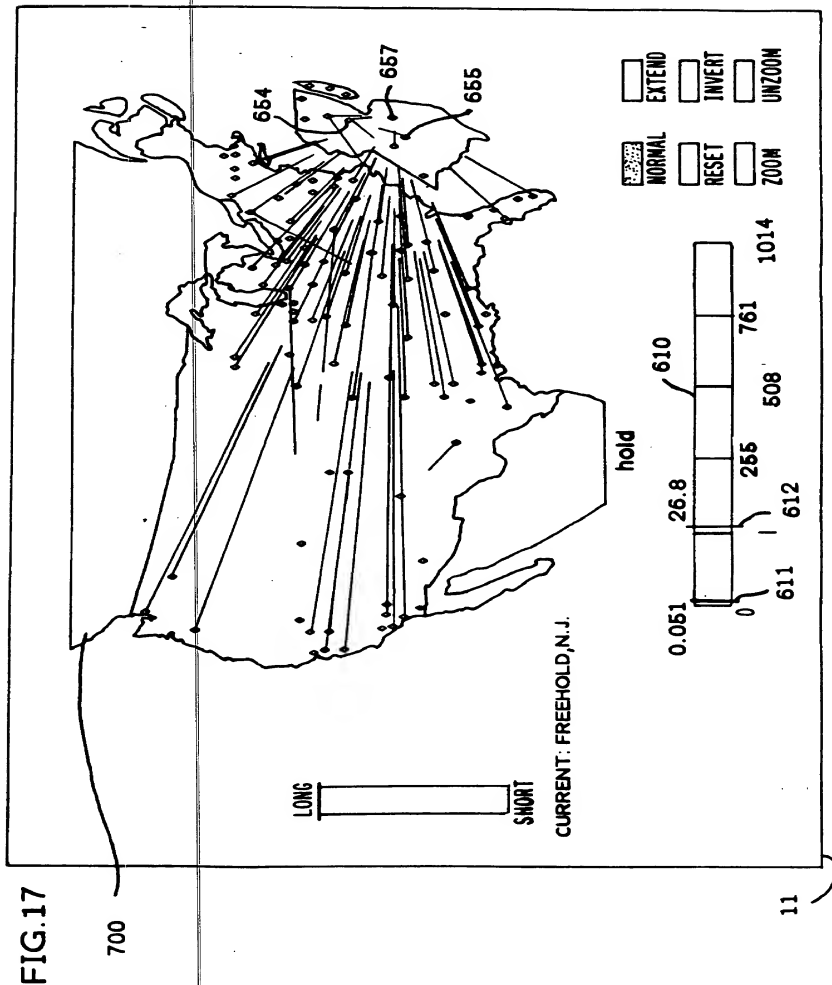 FIG.17
700
11
LONG
SHORT
CURRENT: FREEHOLD,N.J.
654
657
655
hold
0.051
26.8
610
0
1
255
508
761
1014
611
612
NORMAL
EXTEND
RESET
INVERT
ZOOM
UNZOOM